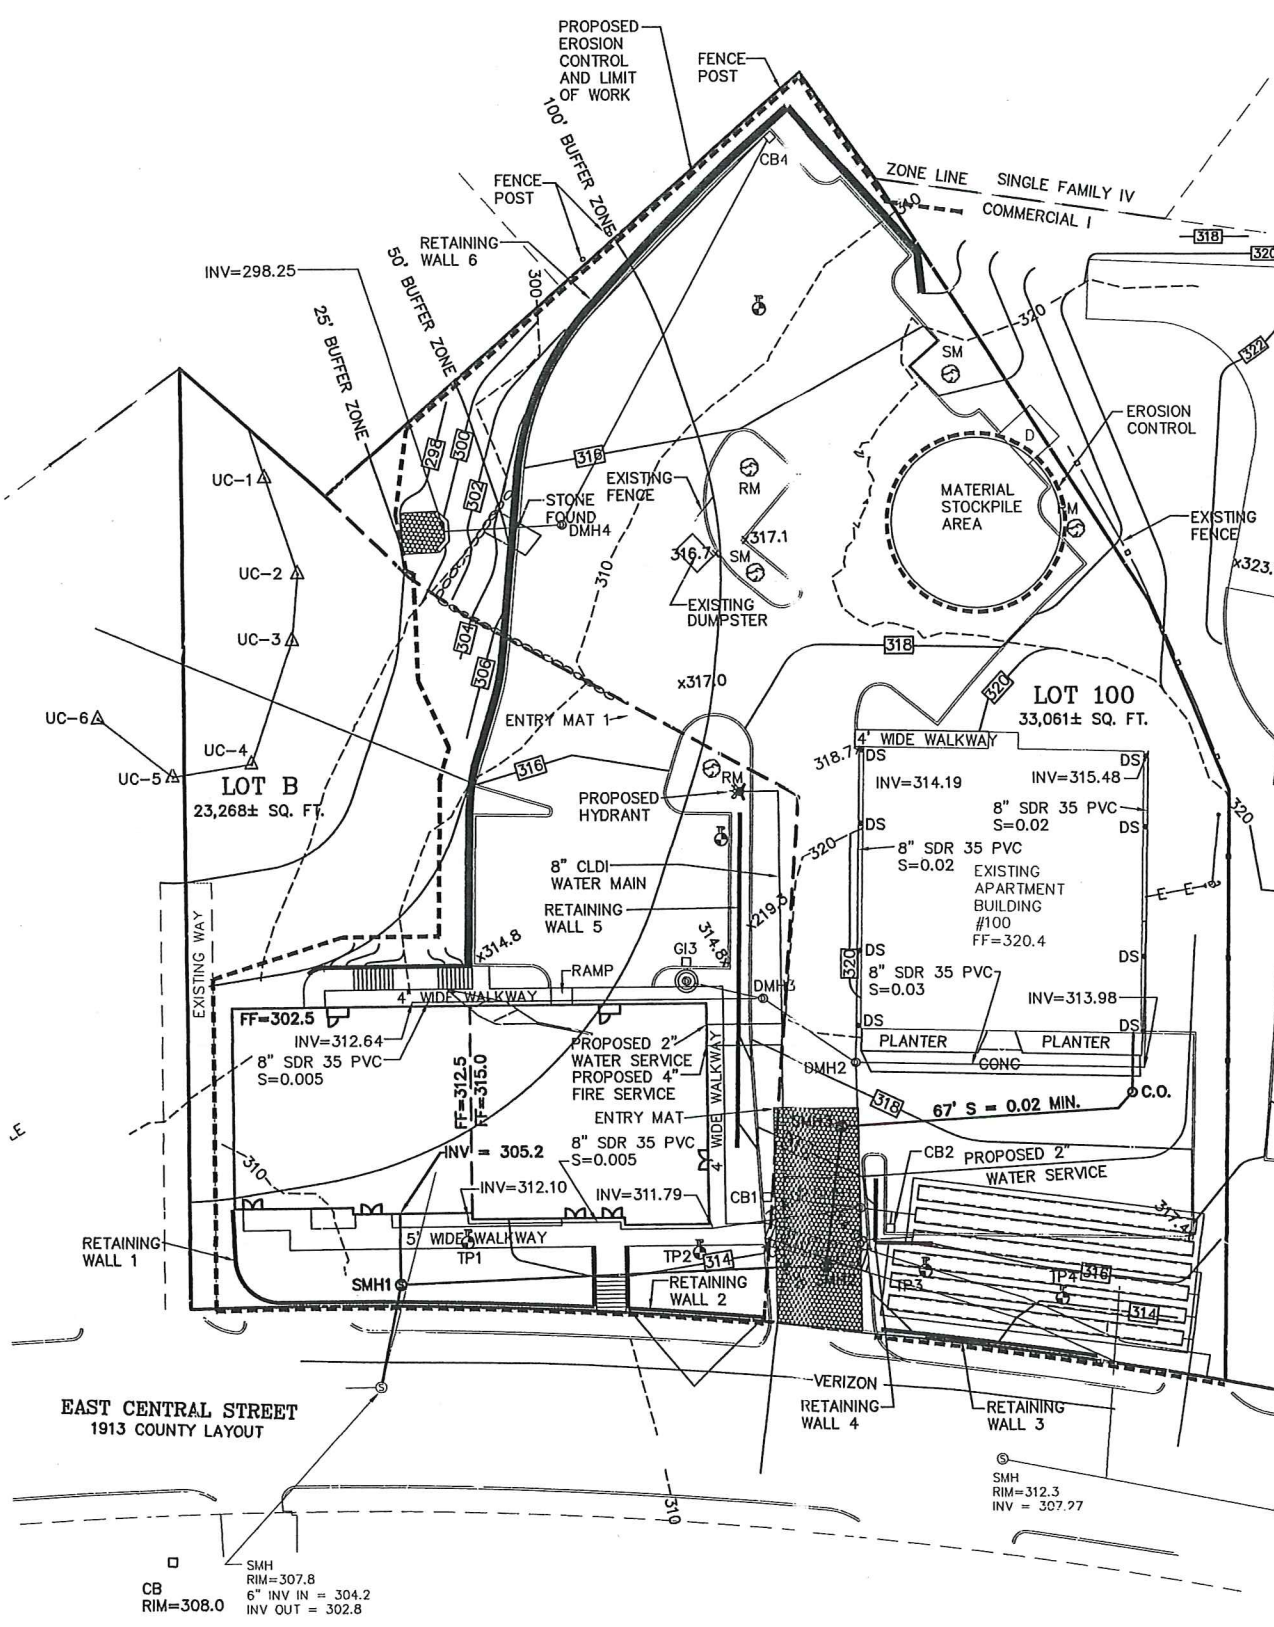 PROPOSED
EROSION
CONTROL
AND LIMIT
OF WORK
FENCE
POST
100' BUFFER ZONE
CB4
ZONE LINE
SINGLE FAMILY IV
COMMERCIAL I
310
318
320
FENCE
POST
RETAINING
WALL 6
INV=298.25
50' BUFFER ZONE
25' BUFFER ZONE
300
320
322
SM
D
EROSION
CONTROL
298
300
302
316
EXISTING
FENCE
RM
MATERIAL
STOCKPILE
AREA
M
EXISTING
FENCE
UC-1
STONE
FOUND
DMH4
x317.1
316.7
SM
310
x323.
UC-2
EXISTING
DUMPSTER
UC-3
304
306
318
x317.0
320
LOT 100
33,061± SQ. FT.
UC-6
ENTRY MAT 1
UC-4
UC-5
LOT B
23,268± SQ. FT.
316
RM
PROPOSED
HYDRANT
318.7
4' WIDE WALKWAY
DS
DS
INV=314.19
INV=315.48
8" SDR 35 PVC
S=0.02
DS
DS
320
320
8" SDR 35 PVC
S=0.02
EXISTING
APARTMENT
BUILDING
#100
FF=320.4
8" CLDI
WATER MAIN
RETAINING
WALL 5
x219.3
E
E
EXISTING WAY
x314.8
314.8x
GI3
RAMP
DMH3
320
DS
DS
8" SDR 35 PVC
S=0.03
INV=313.98
4' WIDE WALKWAY
FF=302.5
INV=312.64
8" SDR 35 PVC
S=0.005
FF=312.5
FF=315.0
PROPOSED 2"
WATER SERVICE
PROPOSED 4"
FIRE SERVICE
4' WIDE WALKWAY
DS
DS
PLANTER
PLANTER
CONC
DMH2
C.O.
67' S = 0.02 MIN.
318
ENTRY MAT
SMH3
LE
310
INV = 305.2
8" SDR 35 PVC
S=0.005
CB2
PROPOSED 2"
WATER SERVICE
INV=312.10
INV=311.79
CB1
317.4
RETAINING
WALL 1
5' WIDE WALKWAY
TP1
TP2
314
SMH1
RETAINING
WALL 2
SMH2
TP3
TP4
316
314
VERIZON
RETAINING
WALL 4
RETAINING
WALL 3
EAST CENTRAL STREET
1913 COUNTY LAYOUT
310
SMH
RIM=312.3
INV = 307.27
CB
RIM=308.0
SMH
RIM=307.8
6" INV IN = 304.2
INV OUT = 302.8